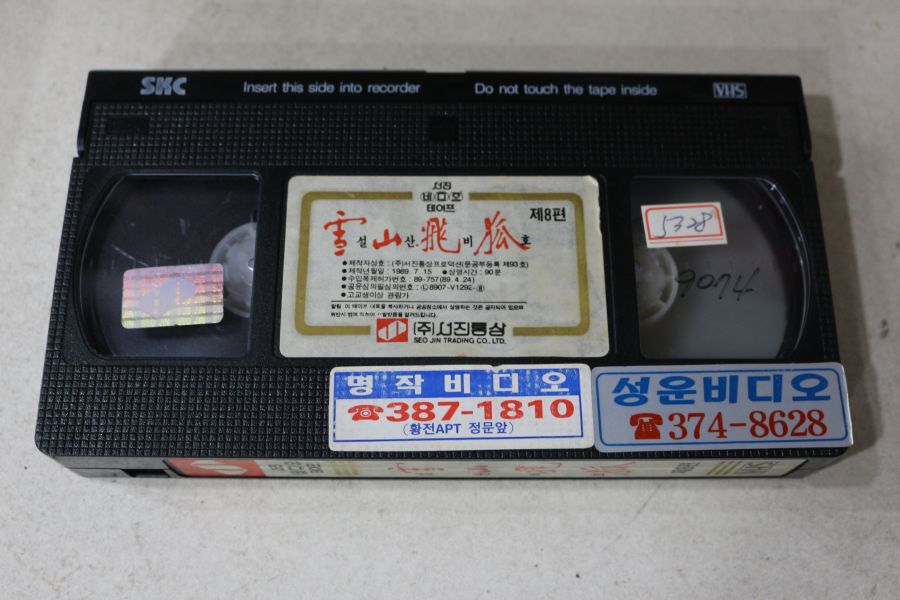 SKC
Insert this side into recorder
Do not touch the tape inside
VHS
서진
비디오
테이프
제8편
雪설山산飛비狐호
● 제작자상호 : (주)서진통상프로덕션(문공부등록 제93호)
● 제작년월일 : 1989. 7. 15 ● 상영시간 : 90분
● 수입복제허가번호 : 89-757(89. 4. 24)
● 공윤심의필심의번호 :
● 고교생이상 관람가
(주)서진통상
SEO JIN TRADING CO., LTD.
5328
9074
명작비디오
☎387-1810
(황전APT 정문앞)
성운비디오
☎374-8628